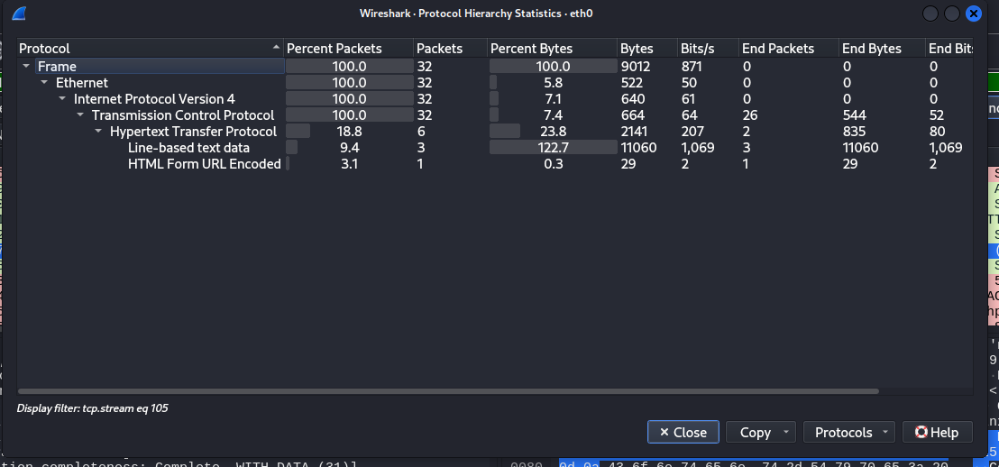 Wireshark · Protocol Hierarchy Statistics · eth0
Protocol Percent Packets Packets Percent Bytes Bytes Bits/s End Packets End Bytes End Bit
Frame 100.0 32 100.0 9012 871 0 0 0
Ethernet 100.0 32 5.8 522 50 0 0 0
Internet Protocol Version 4 100.0 32 7.1 640 61 0 0 0
Transmission Control Protocol 100.0 32 7.4 664 64 26 544 52
Hypertext Transfer Protocol 18.8 6 23.8 2141 207 2 835 80
Line-based text data 9.4 3 122.7 11060 1,069 3 11060 1,069
HTML Form URL Encoded 3.1 1 0.3 29 2 1 29 2
Display filter: tcp.stream eq 105
Close Copy Protocols Help
tion completeness: Complete, WITH_DATA (31)]
0080 0d 0a 43 6f 6e 74 65 6e 74 2d 54 79 70 65 3a 20